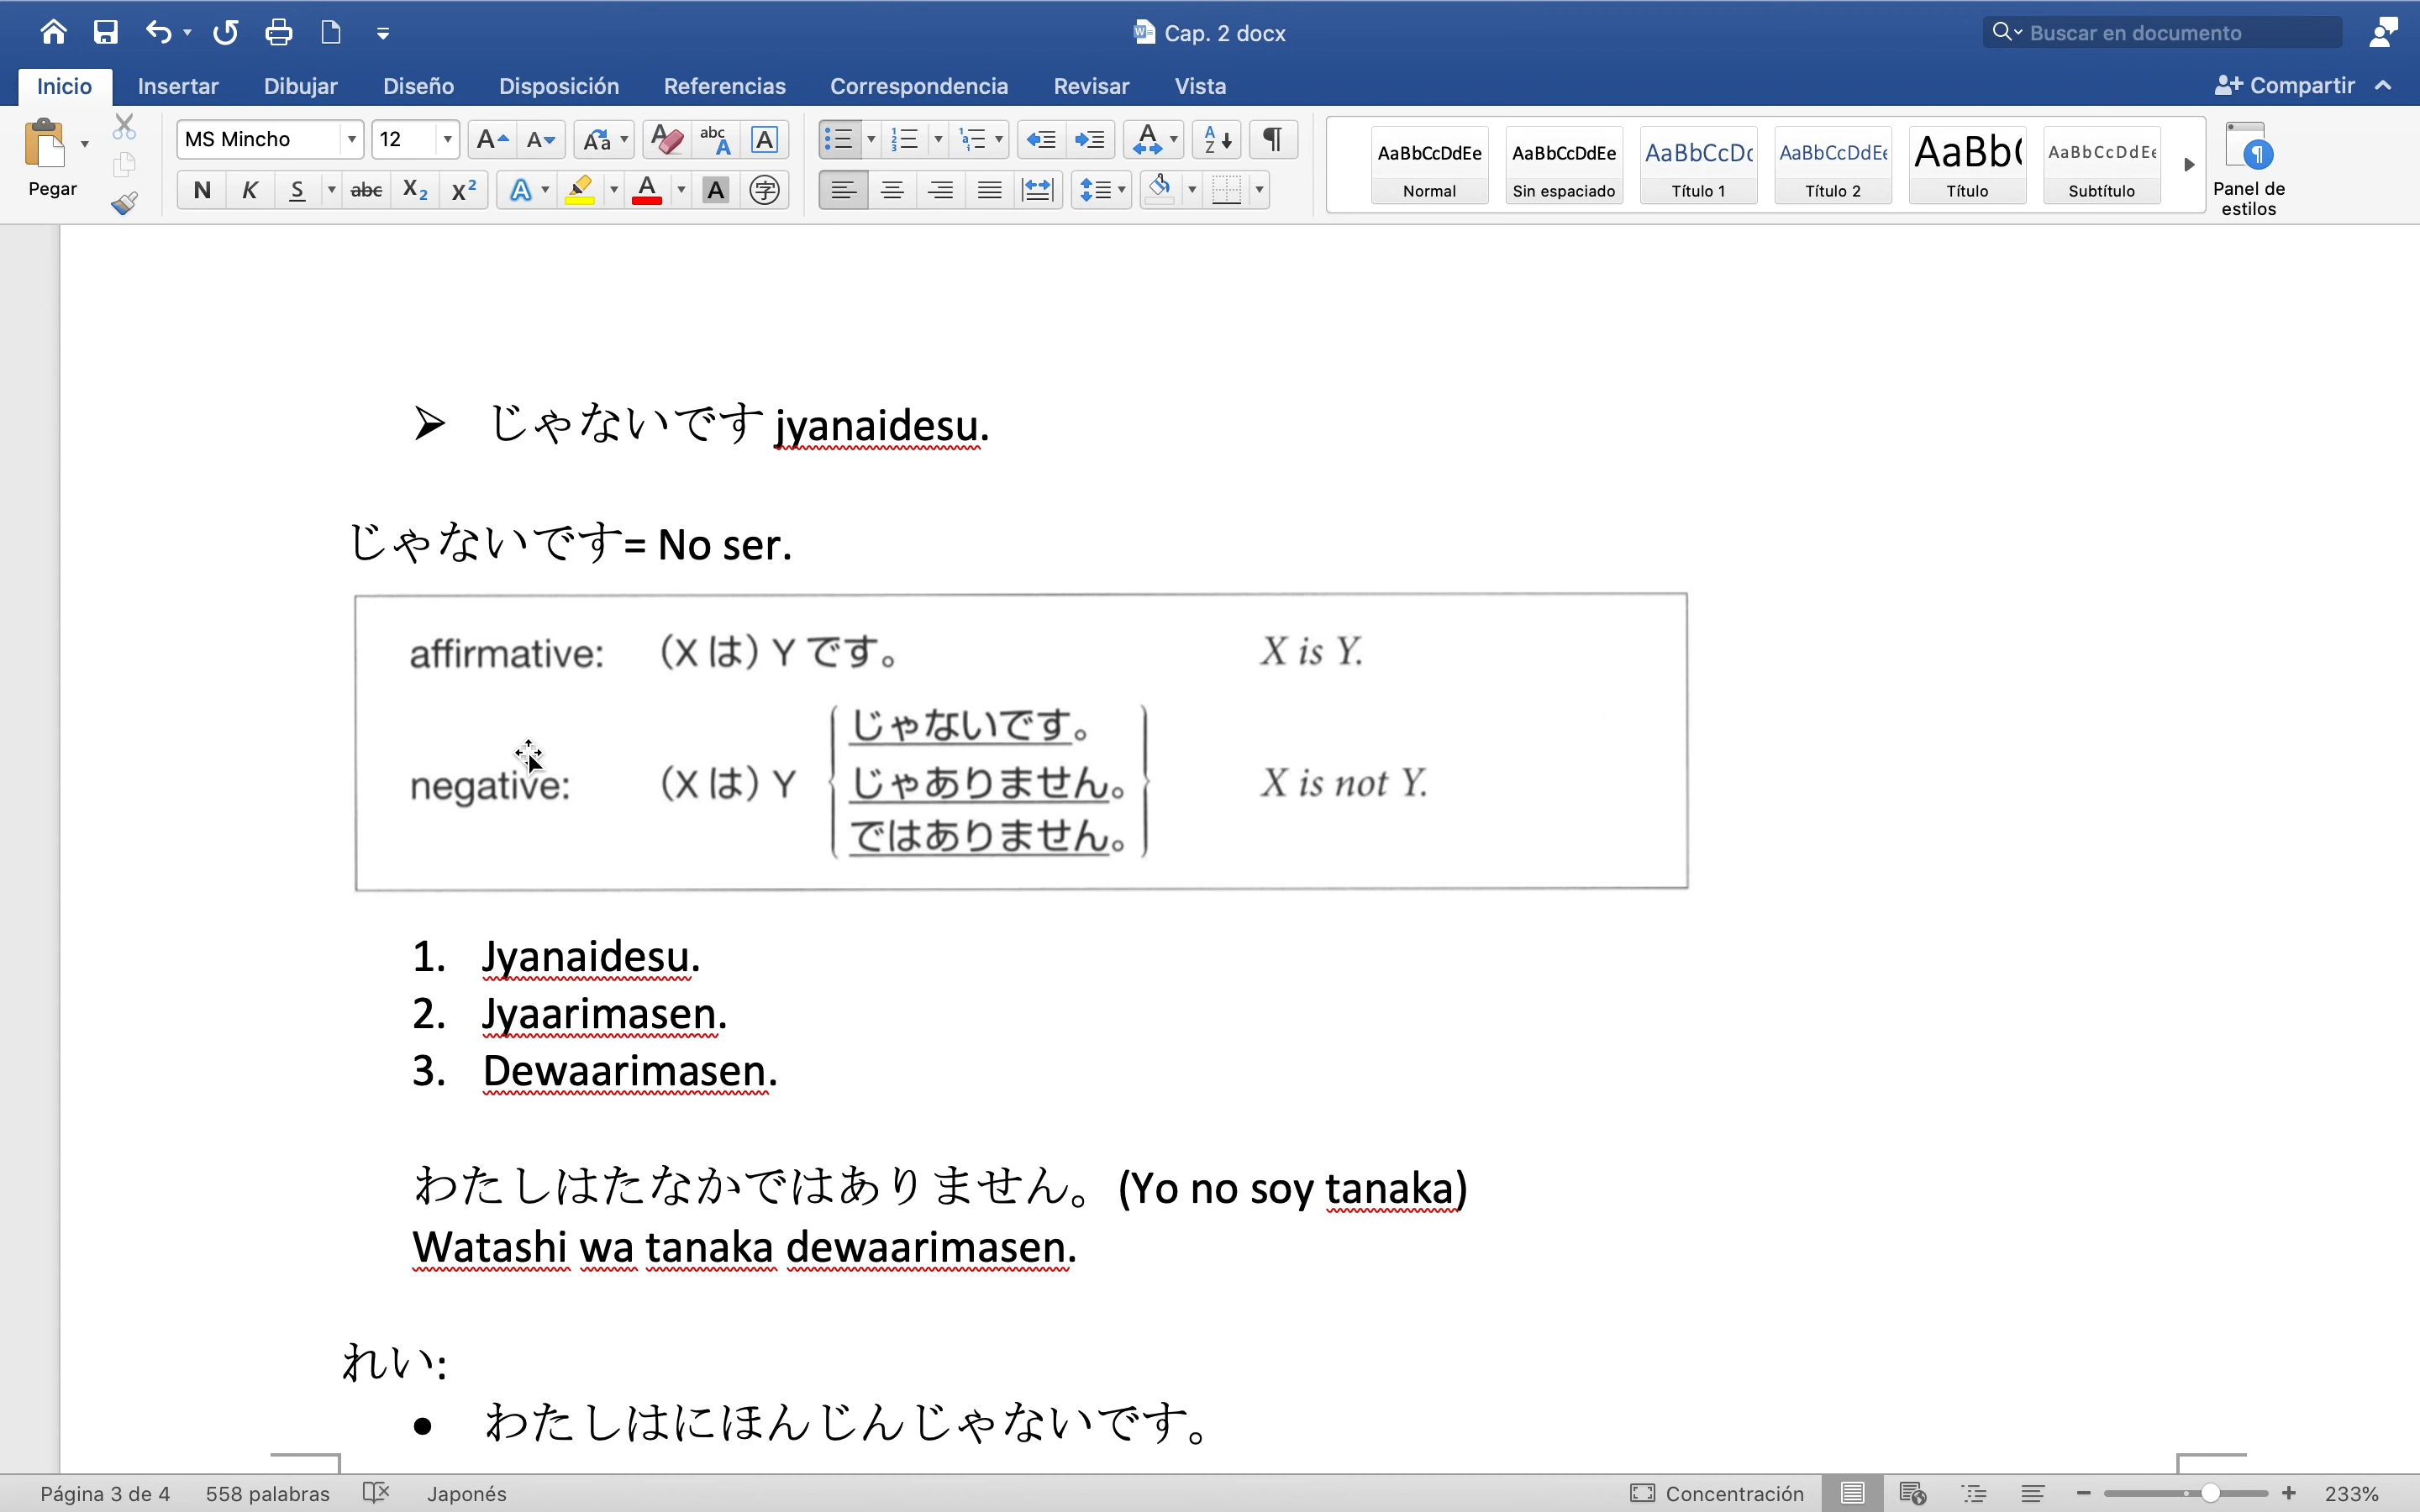 Cap. 2 docx
Buscar en documento
Inicio Insertar Dibujar Diseño Disposición Referencias Correspondencia Revisar Vista Compartir
Pegar
MS Mincho 12
N K S abc X₂ X²
AaBbCcDdEe AaBbCcDdEe AaBbCcDc AaBbCcDdEe AaBb( AaBbCcDdEe
Normal Sin espaciado Título 1 Título 2 Título Subtítulo
Panel de estilos
➢ じゃないです jyanaidesu.
じゃないです= No ser.
affirmative: (X は) Y です。 X is Y.
negative: (X は) Y じゃないです。 X is not Y.
じゃありません。
ではありません。
1. Jyanaidesu.
2. Jyaarimasen.
3. Dewaarimasen.
わたしはたなかではありません。(Yo no soy tanaka)
Watashi wa tanaka dewaarimasen.
れい:
● わたしはにほんじんじゃないです。
Página 3 de 4 558 palabras Japonés Concentración 233%